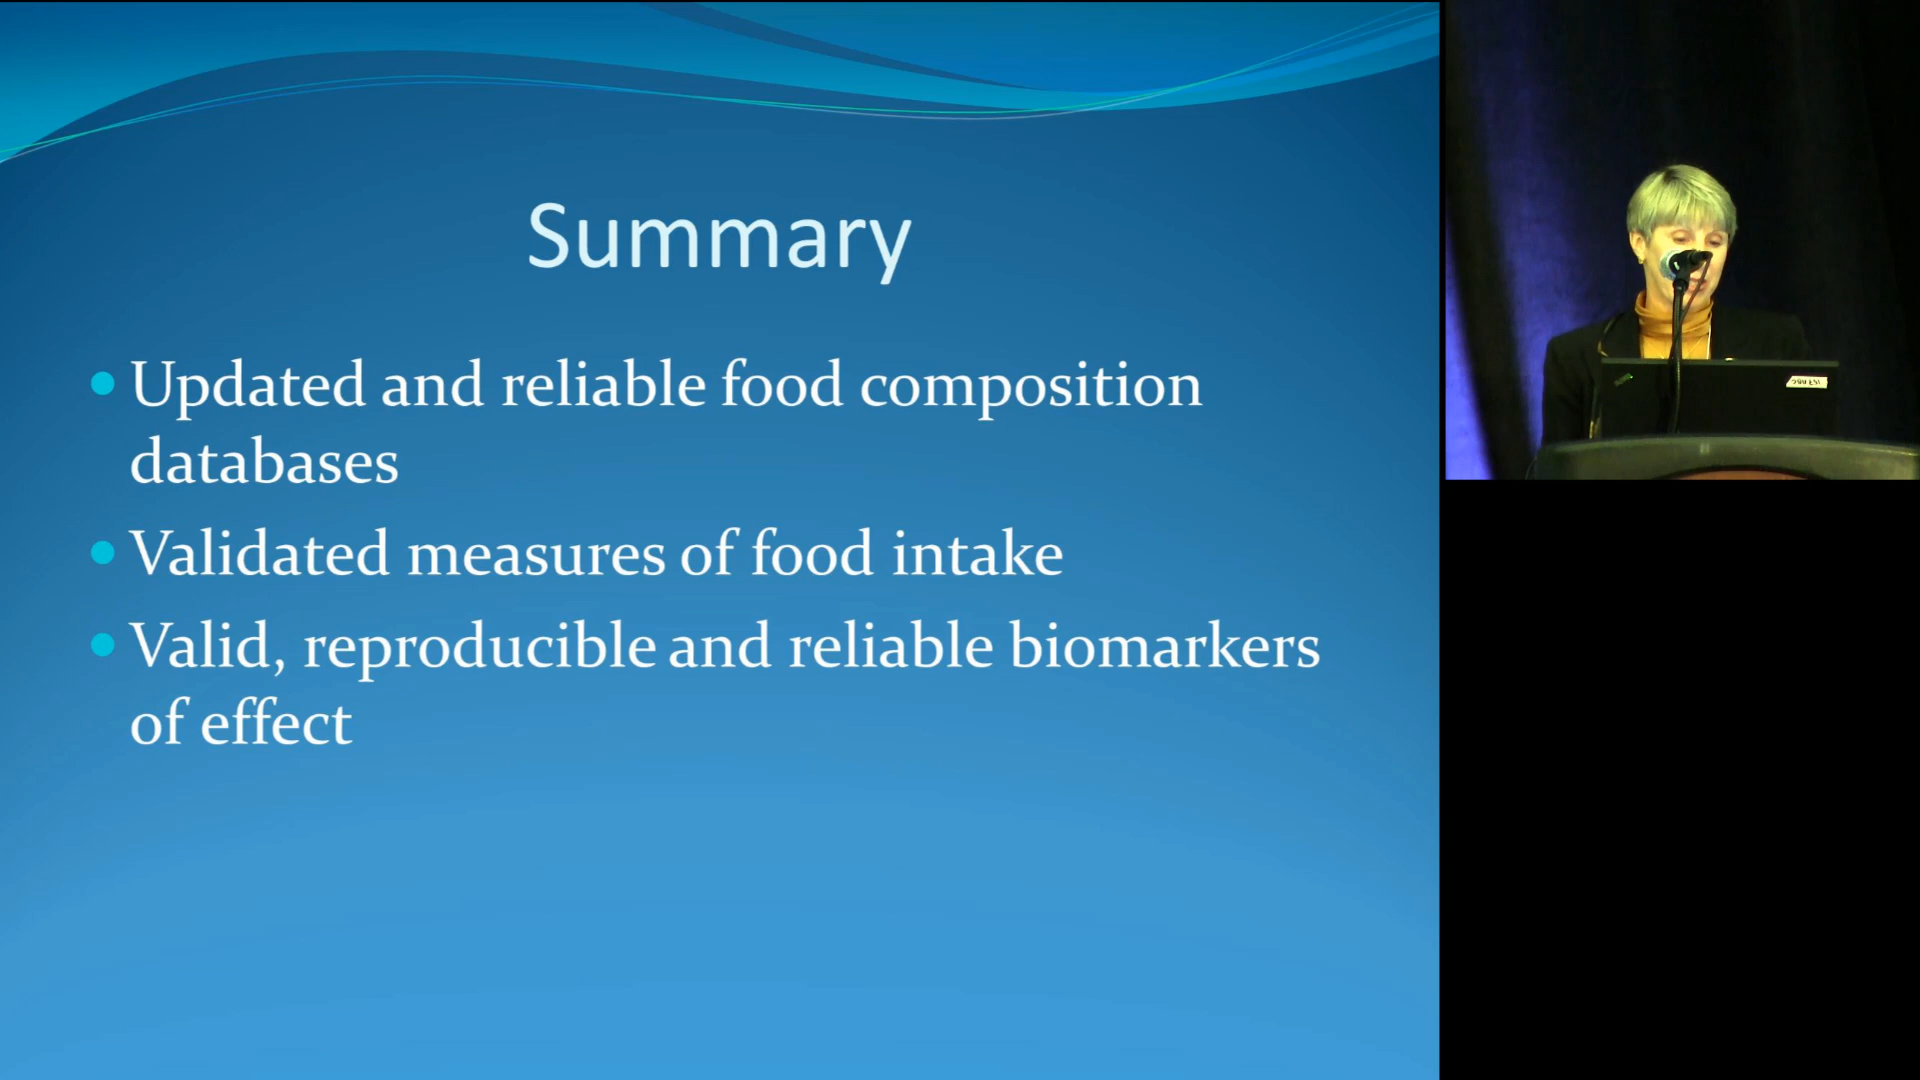 Summary
Updated and reliable food composition
databases
Validated measures of food intake
Valid, reproducible and reliable biomarkers
of effect